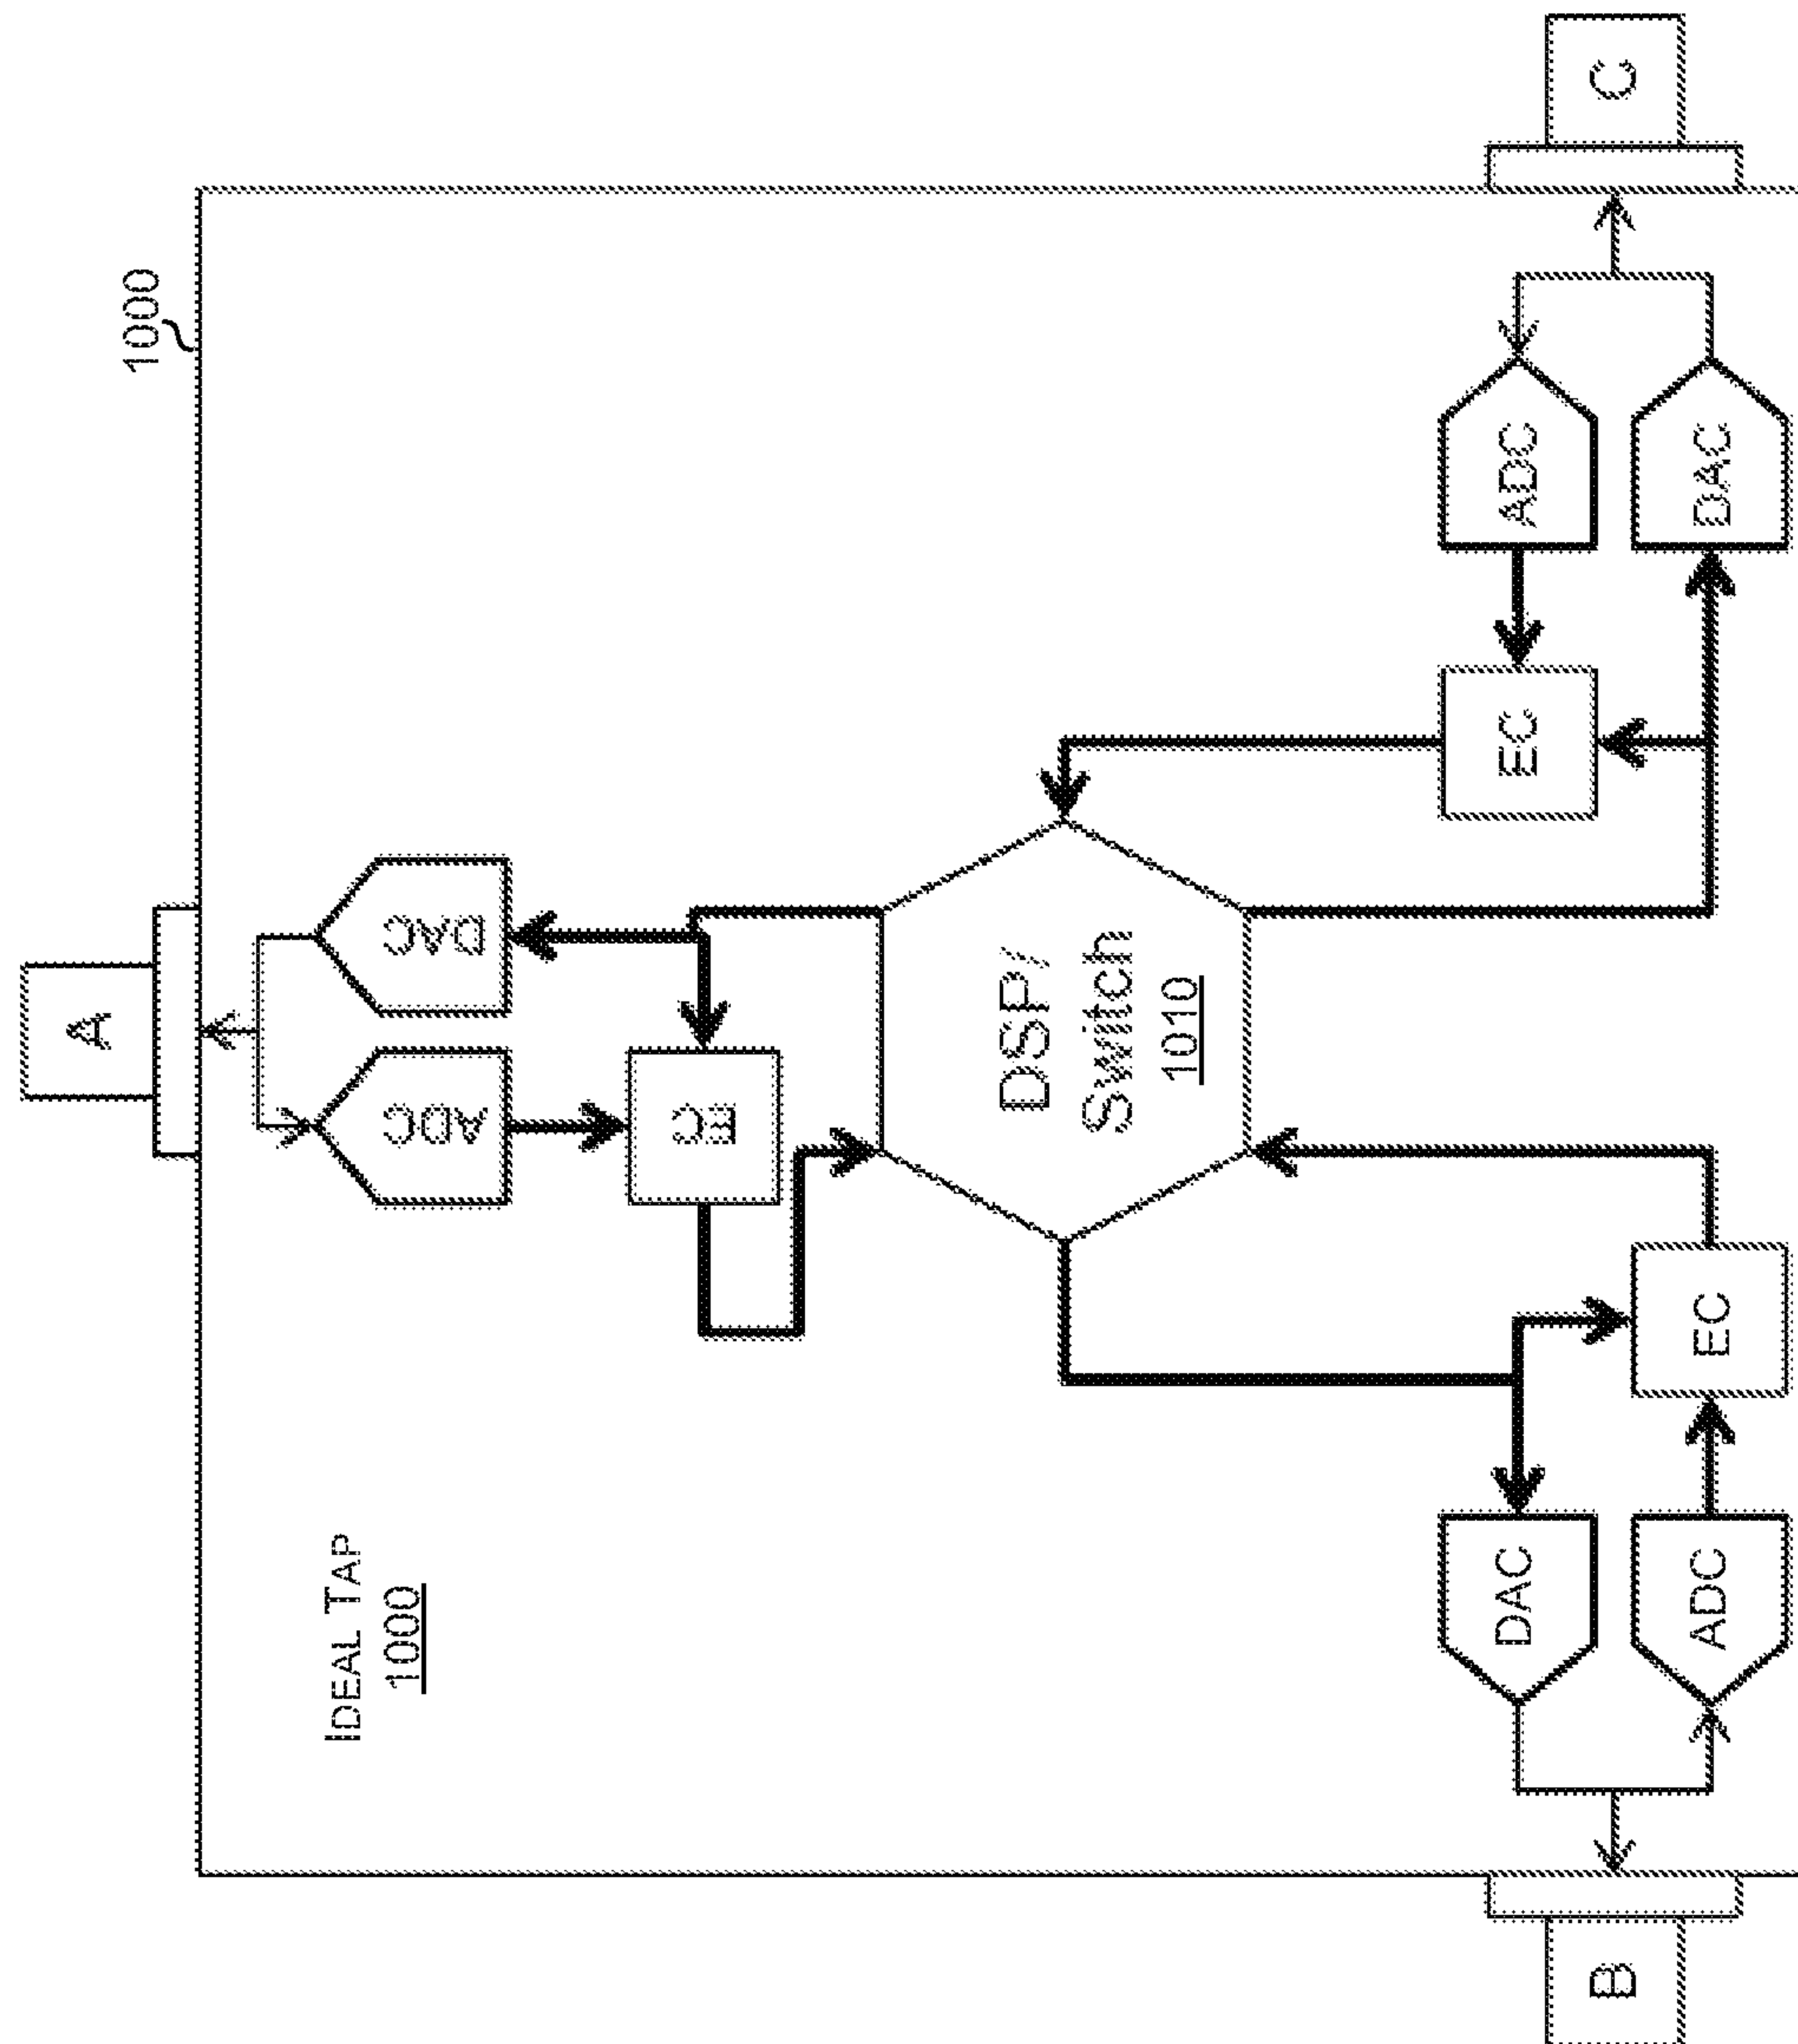 A
1000
IDEAL TAP
1000
ADC
DAC
EC
DSP/
Switch
1010
DAC
EC
ADC
B
C
ADC
EC
DAC